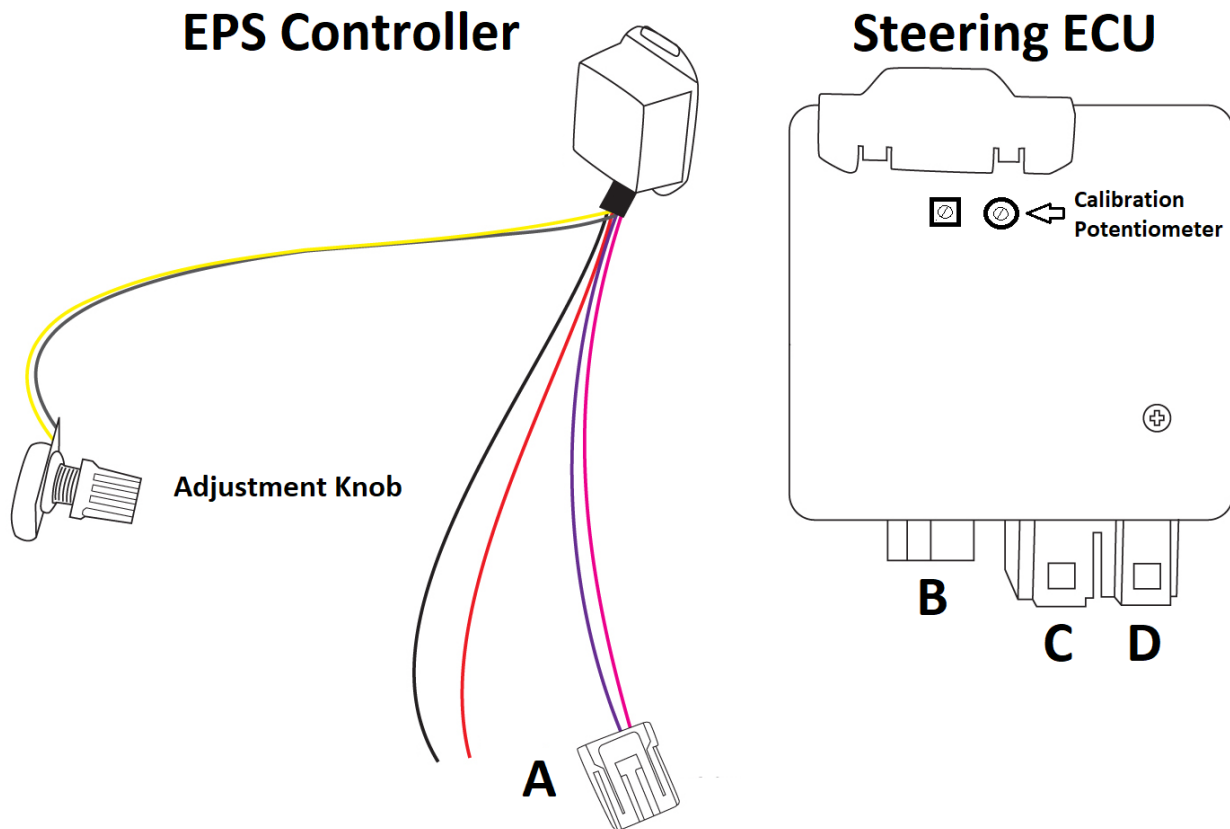 EPS Controller
Steering ECU
Calibration
Potentiometer
Adjustment Knob
A
B
C
D